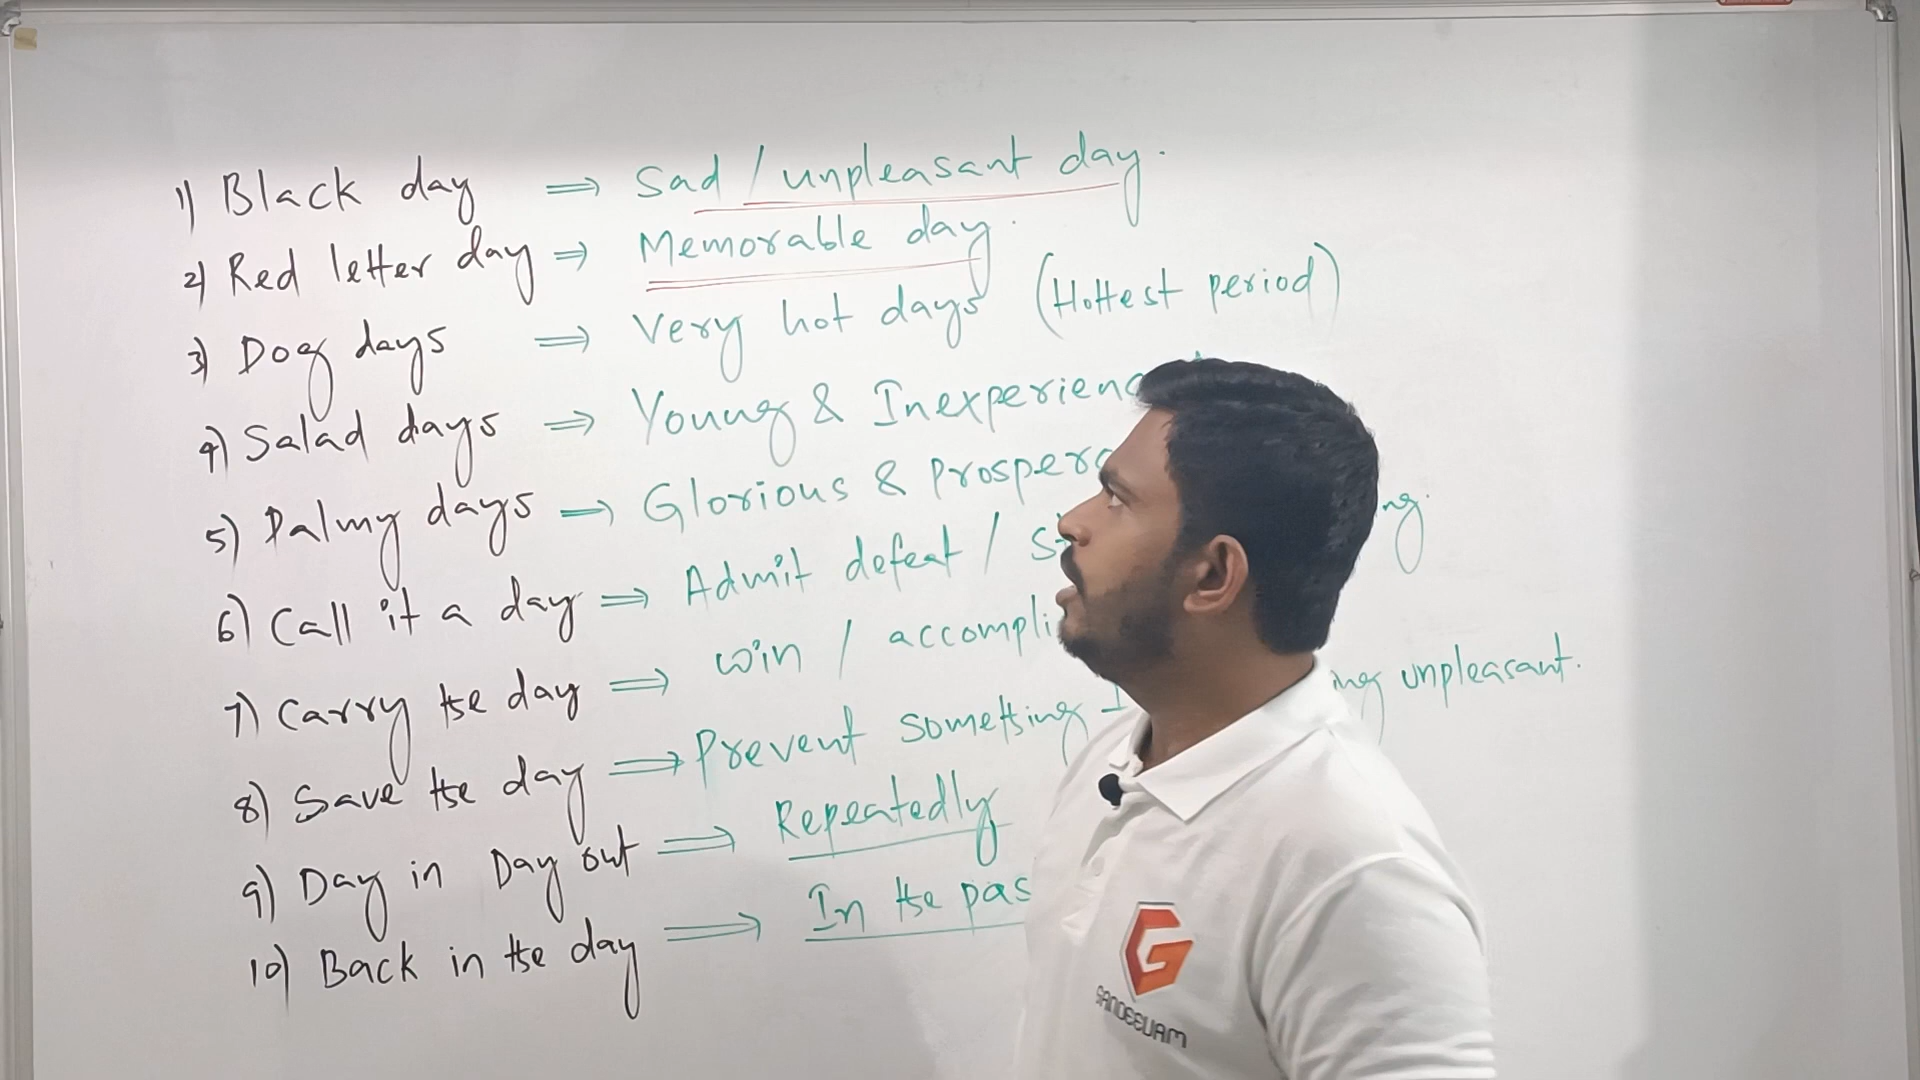 1) Black day ⇒ Sad / unpleasant day.
2) Red letter day ⇒ Memorable day.
3) Dog days ⇒ Very hot days (Hottest period)
4) Salad days ⇒ Young & Inexperienc
5) Palmy days ⇒ Glorious & Prospero
6) Call it a day ⇒ Admit defeat / ng.
7) Carry the day ⇒ win / accompli
8) Save the day ⇒ Prevent something ing unpleasant.
9) Day in Day out ⇒ Repeatedly
10) Back in the day ⇒ In the pas
G
GANDEEVAM